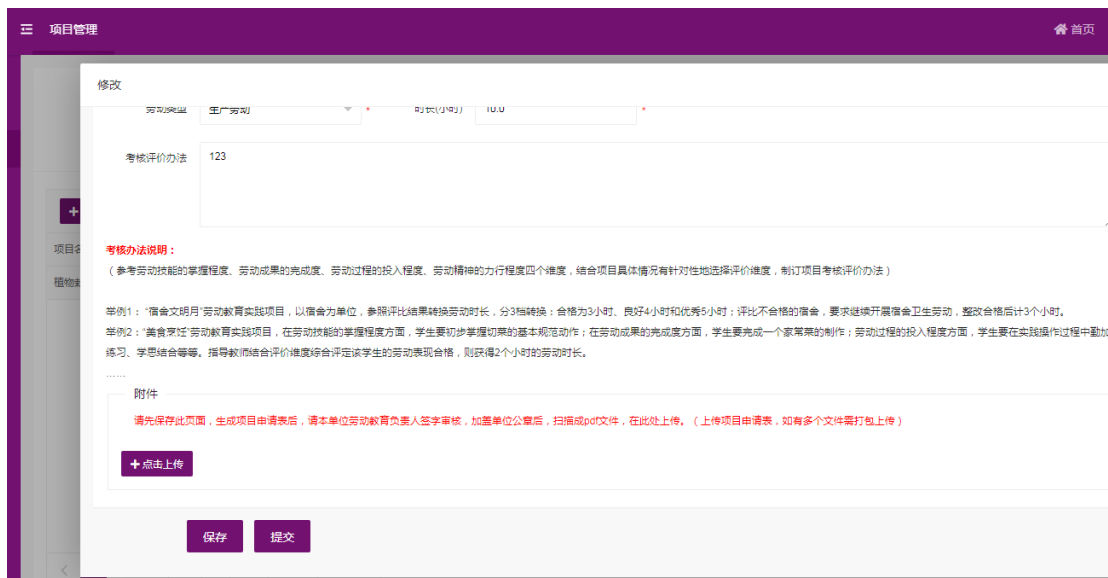 项目管理
首页
修改
劳动类型 生产劳动 * 时长(小时) 10.0 *
考核评价办法 123
项目名
植物栽
考核办法说明：
（参考劳动技能的掌握程度、劳动成果的完成度、劳动过程的投入程度、劳动精神的力行程度四个维度，结合项目具体情况有针对性地选择评价维度，制订项目考核评价办法）
举例1：“宿舍文明月”劳动教育实践项目，以宿舍为单位，参照评比结果转换劳动时长，分3档转换：合格为3小时、良好4小时和优秀5小时；评比不合格的宿舍，要求继续开展宿舍卫生劳动，整改合格后计3个小时。
举例2：“美食烹饪”劳动教育实践项目，在劳动技能的掌握程度方面，学生要初步掌握切菜的基本规范动作；在劳动成果的完成度方面，学生要完成一个家常菜的制作；劳动过程的投入程度方面，学生要在实践操作过程中勤加
练习、学思结合等等。指导教师结合评价维度综合评定该学生的劳动表现合格，则获得2个小时的劳动时长。
……
附件
请先保存此页面，生成项目申请表后，请本单位劳动教育负责人签字审核，加盖单位公章后，扫描成pdf文件，在此处上传。（上传项目申请表，如有多个文件需打包上传）
点击上传
保存 提交